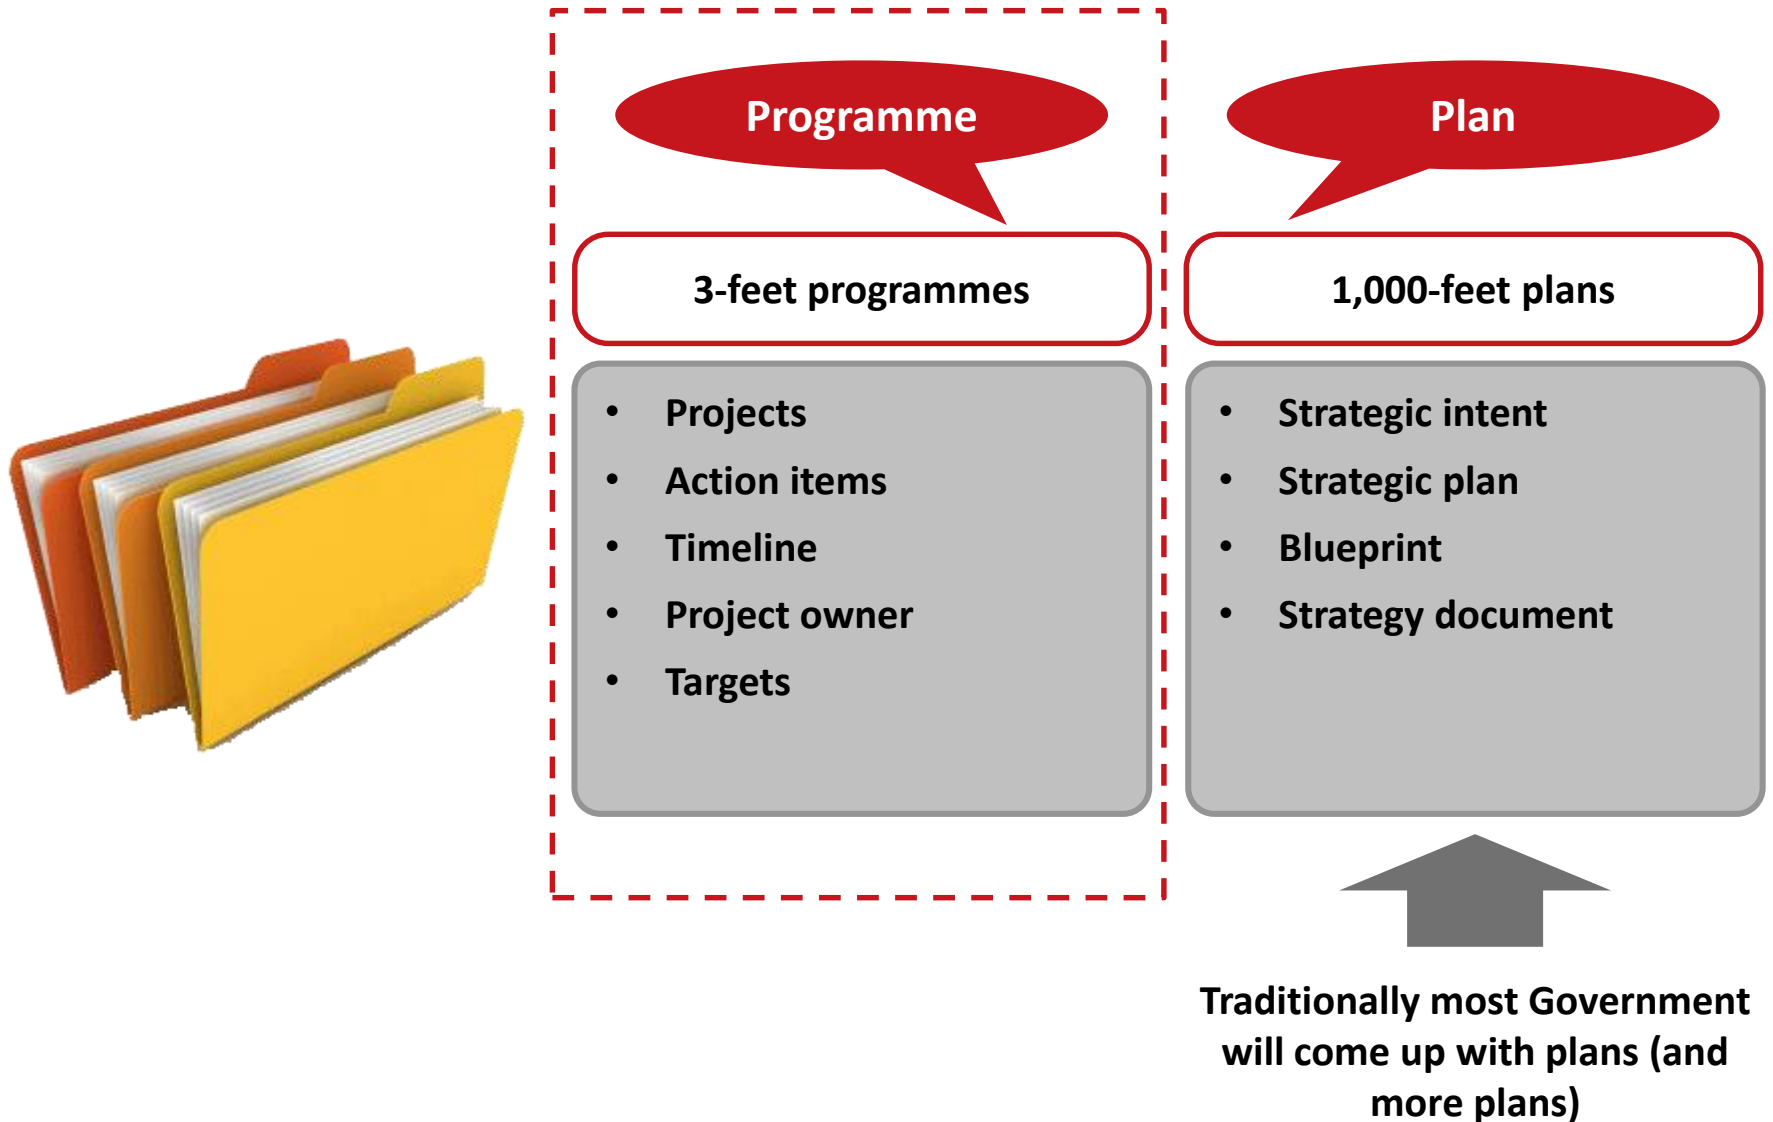 Programme
3-feet programmes
• Projects
• Action items
• Timeline
• Project owner
• Targets
Plan
1,000-feet plans
• Strategic intent
• Strategic plan
• Blueprint
• Strategy document
Traditionally most Government
will come up with plans (and
more plans)